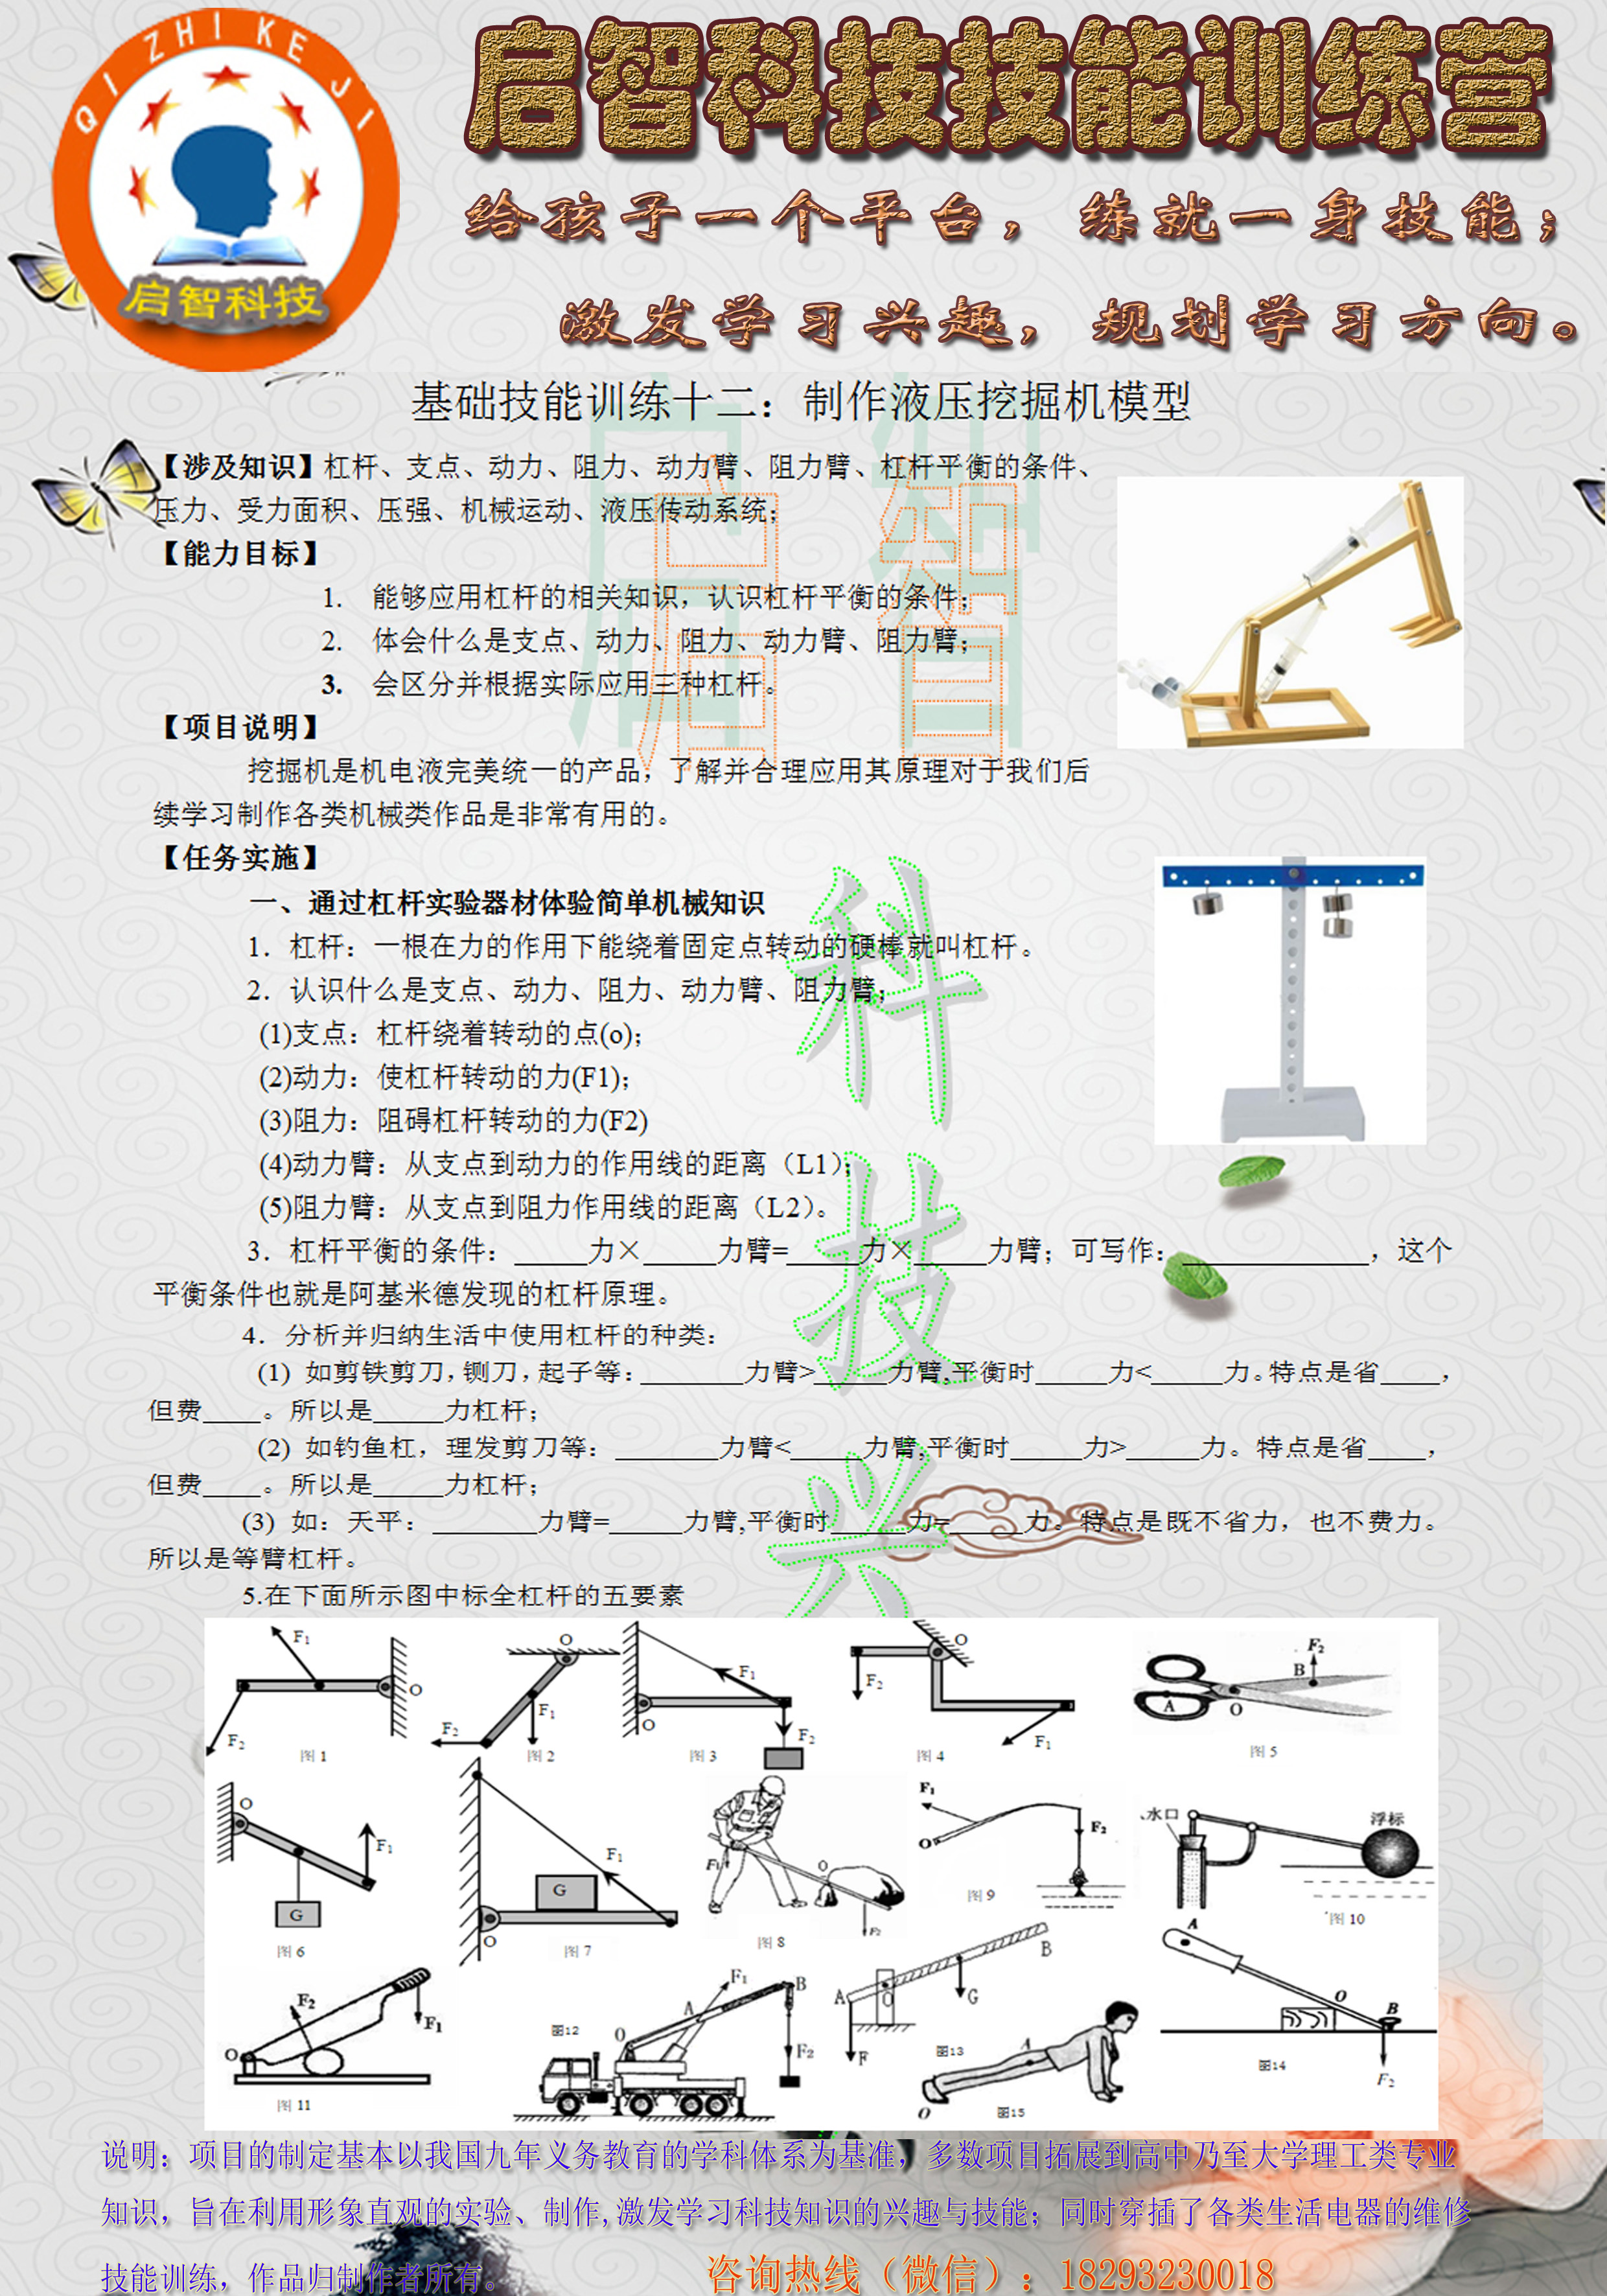 QI ZHI KE JI
启智科技
启智科技技能训练营
给孩子一个平台，练就一身技能；
激发学习兴趣，规划学习方向。
基础技能训练十二：制作液压挖掘机模型
【涉及知识】杠杆、支点、动力、阻力、动力臂、阻力臂、杠杆平衡的条件、
压力、受力面积、压强、机械运动、液压传动系统；
【能力目标】
1. 能够应用杠杆的相关知识，认识杠杆平衡的条件；
2. 体会什么是支点、动力、阻力、动力臂、阻力臂；
3. 会区分并根据实际应用三种杠杆。
【项目说明】
挖掘机是机电液完美统一的产品，了解并合理应用其原理对于我们后
续学习制作各类机械类作品是非常有用的。
【任务实施】
一、通过杠杆实验器材体验简单机械知识
1. 杠杆：一根在力的作用下能绕着固定点转动的硬棒就叫杠杆。
2. 认识什么是支点、动力、阻力、动力臂、阻力臂；
(1)支点：杠杆绕着转动的点(o)；
(2)动力：使杠杆转动的力(F1)；
(3)阻力：阻碍杠杆转动的力(F2)
(4)动力臂：从支点到动力的作用线的距离（L1）；
(5)阻力臂：从支点到阻力作用线的距离（L2）。
3. 杠杆平衡的条件：_____力×_____力臂=_____力×_____力臂；可写作：_____________，这个
平衡条件也就是阿基米德发现的杠杆原理。
4. 分析并归纳生活中使用杠杆的种类：
(1) 如剪铁剪刀，铡刀，起子等：_______力臂>_____力臂,平衡时_____力<_____力。特点是省____，
但费____。所以是_____力杠杆；
(2) 如钓鱼杠，理发剪刀等：_______力臂<_____力臂,平衡时_____力>_____力。特点是省____，
但费____。所以是_____力杠杆；
(3) 如：天平：_______力臂=_____力臂,平衡时_____力=_____力。特点是既不省力，也不费力。
所以是等臂杠杆。
5.在下面所示图中标全杠杆的五要素
启智
启智
科
技
兴
F₁ O F₂ 图 1
O F₁ F₂ 图 2
F₁ O F₂ 图 3
O F₂ F₁ 图 4
F₂ B A O 图 5
O F₁ G 图 6
F₁ G O 图 7
F₁ O F₂ 图 8
F₁ O F₂ 图 9
水口 浮标 图 10
F₂ F₁ O 图 11
F₁ B A O F₂ 图12
A O B G F 图13
A O B F₂ 图14
A O 图15
说明：项目的制定基本以我国九年义务教育的学科体系为基准，多数项目拓展到高中乃至大学理工类专业
知识，旨在利用形象直观的实验、制作,激发学习科技知识的兴趣与技能；同时穿插了各类生活电器的维修
技能训练，作品归制作者所有。
咨询热线（微信）：18293230018